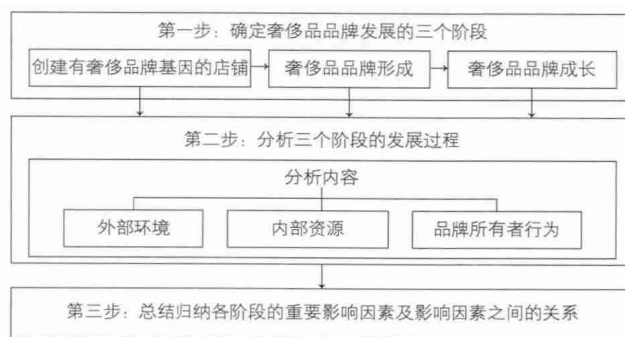 第一步：确定奢侈品品牌发展的三个阶段
创建有奢侈品牌基因的店铺
奢侈品品牌形成
奢侈品品牌成长
第二步：分析三个阶段的发展过程
分析内容
外部环境
内部资源
品牌所有者行为
第三步：总结归纳各阶段的重要影响因素及影响因素之间的关系